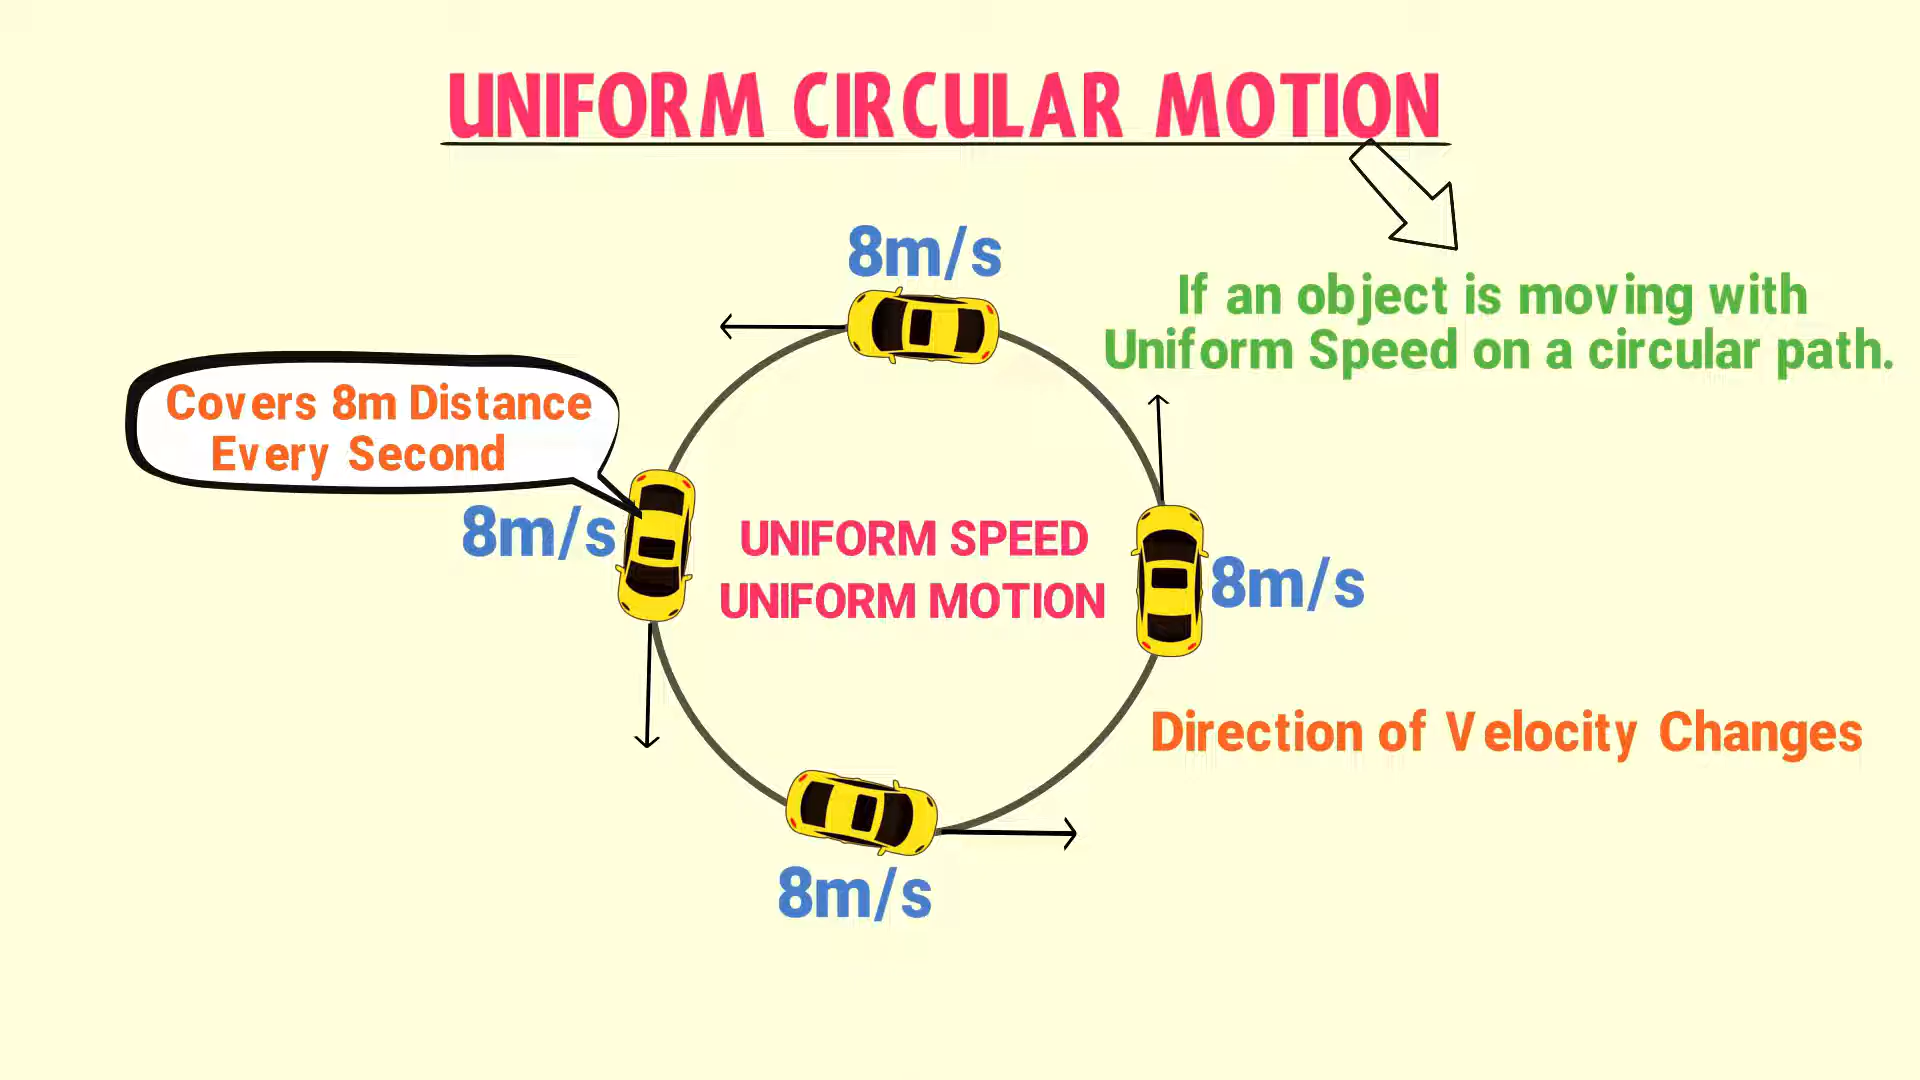 UNIFORM CIRCULAR MOTION
8m/s
If an object is moving with
Uniform Speed on a circular path.
Covers 8m Distance
Every Second
8m/s
UNIFORM SPEED
UNIFORM MOTION
8m/s
Direction of Velocity Changes
8m/s